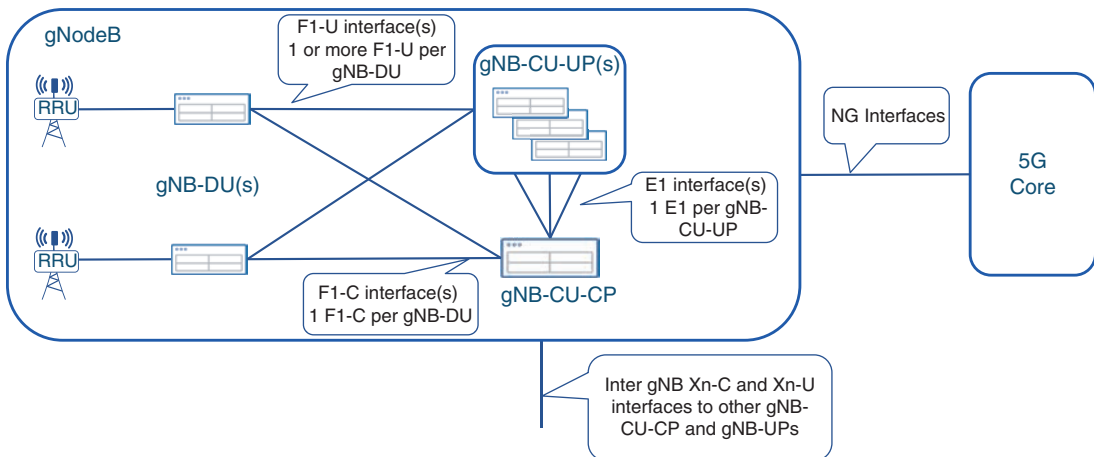 gNodeB
F1-U interface(s)
1 or more F1-U per
gNB-DU
gNB-CU-UP(s)
RRU
NG Interfaces
5G
Core
gNB-DU(s)
E1 interface(s)
1 E1 per gNB-
CU-UP
RRU
F1-C interface(s)
1 F1-C per gNB-DU
gNB-CU-CP
Inter gNB Xn-C and Xn-U
interfaces to other gNB-
CU-CP and gNB-UPs